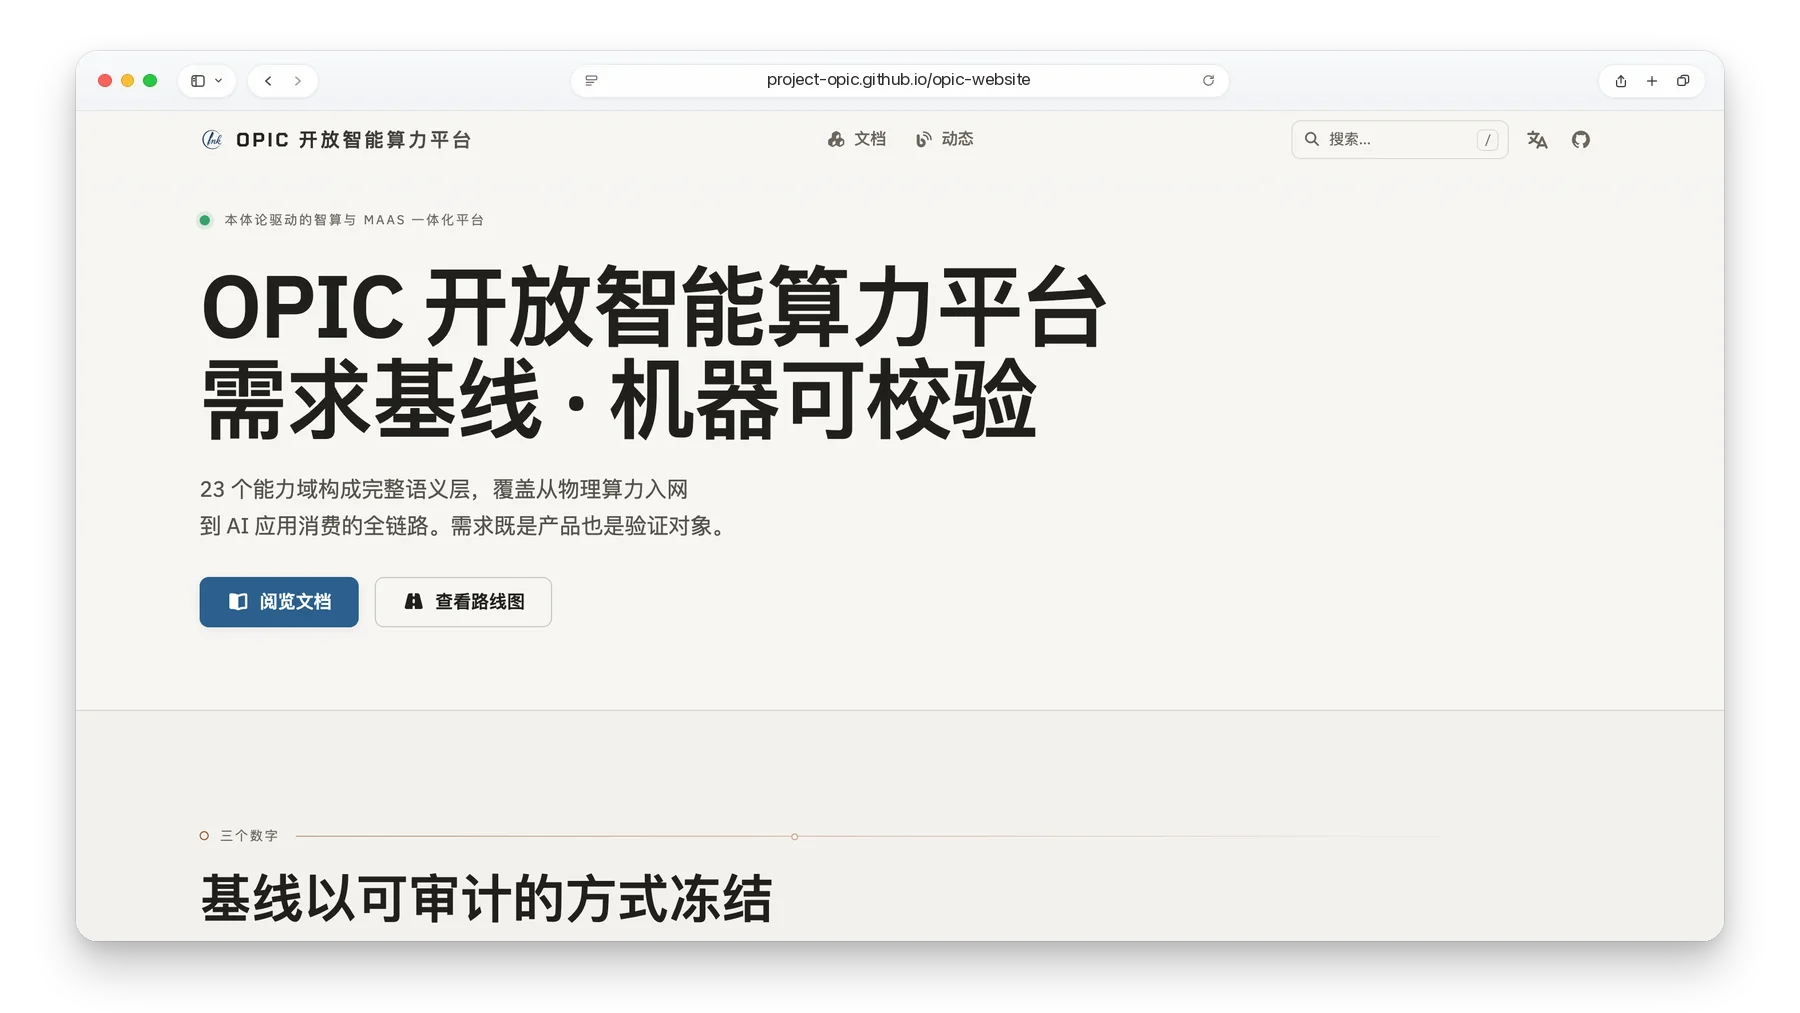 project-opic.github.io/opic-website
Ink OPIC 开放智能算力平台
文档
动态
搜索...
/
本体论驱动的智算与 MAAS 一体化平台
OPIC 开放智能算力平台
需求基线 · 机器可校验
23 个能力域构成完整语义层，覆盖从物理算力入网
到 AI 应用消费的全链路。需求既是产品也是验证对象。
阅览文档
查看路线图
三个数字
基线以可审计的方式冻结